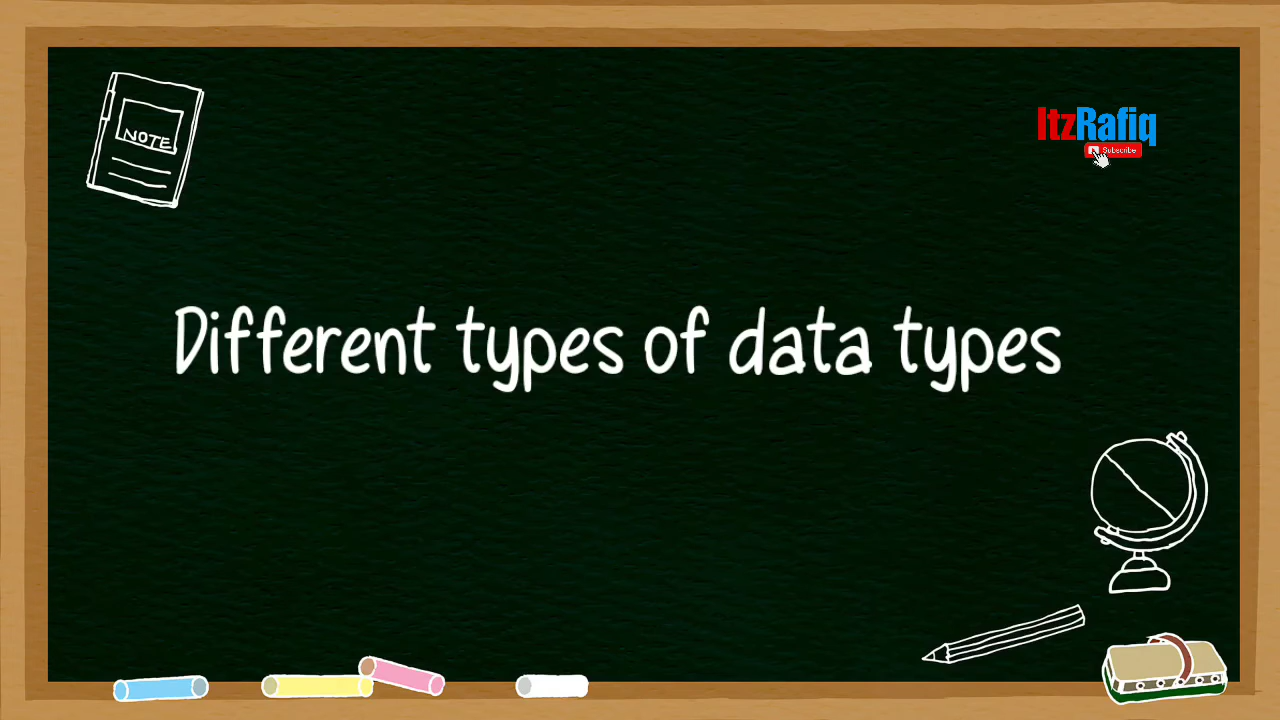 NOTE
ItzRafiq
Subscribe
Different types of data types